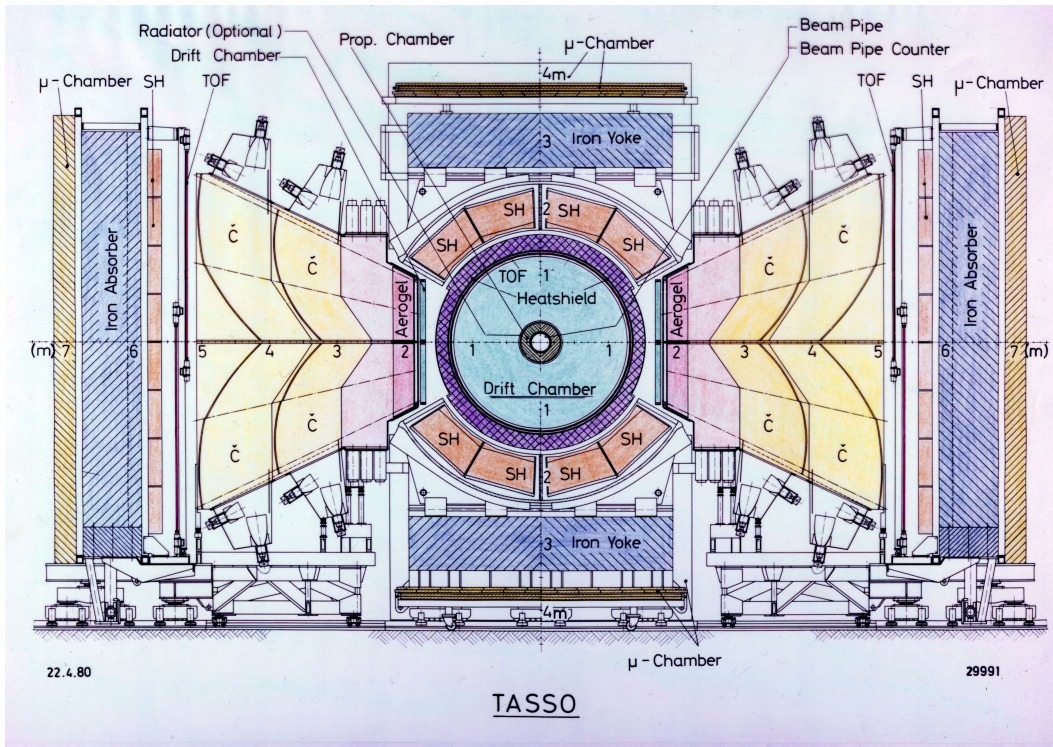 Radiator (Optional)
Drift Chamber
Prop. Chamber
μ-Chamber
Beam Pipe
Beam Pipe Counter
μ-Chamber
SH
TOF
4m
TOF
SH
μ-Chamber
3 Iron Yoke
SH 2 SH
SH SH
Č Č Č Č
Iron Absorber
Iron Absorber
Aerogel
Aerogel
TOF 1
Heatshield
(m) 7 6 5 4 3 2 1 1 2 3 4 5 6 7 (m)
Drift Chamber
1
Č Č Č Č
SH SH
SH 2 SH
3 Iron Yoke
4m
μ-Chamber
22.4.80
29991
TASSO